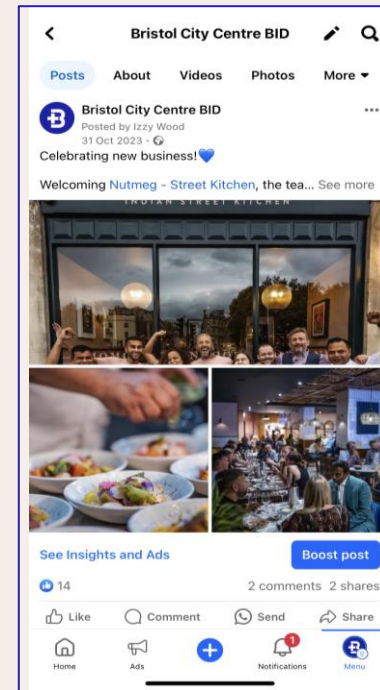 Bristol City Centre BID
Posts About Videos Photos More
Bristol City Centre BID
Posted by Izzy Wood
31 Oct 2023 ·
Celebrating new business!💙
Welcoming Nutmeg - Street Kitchen, the tea... See more
INDIAN STREET KITCHEN
See Insights and Ads
Boost post
14
2 comments 2 shares
Like Comment Send Share
1
Home Ads Notifications Menu